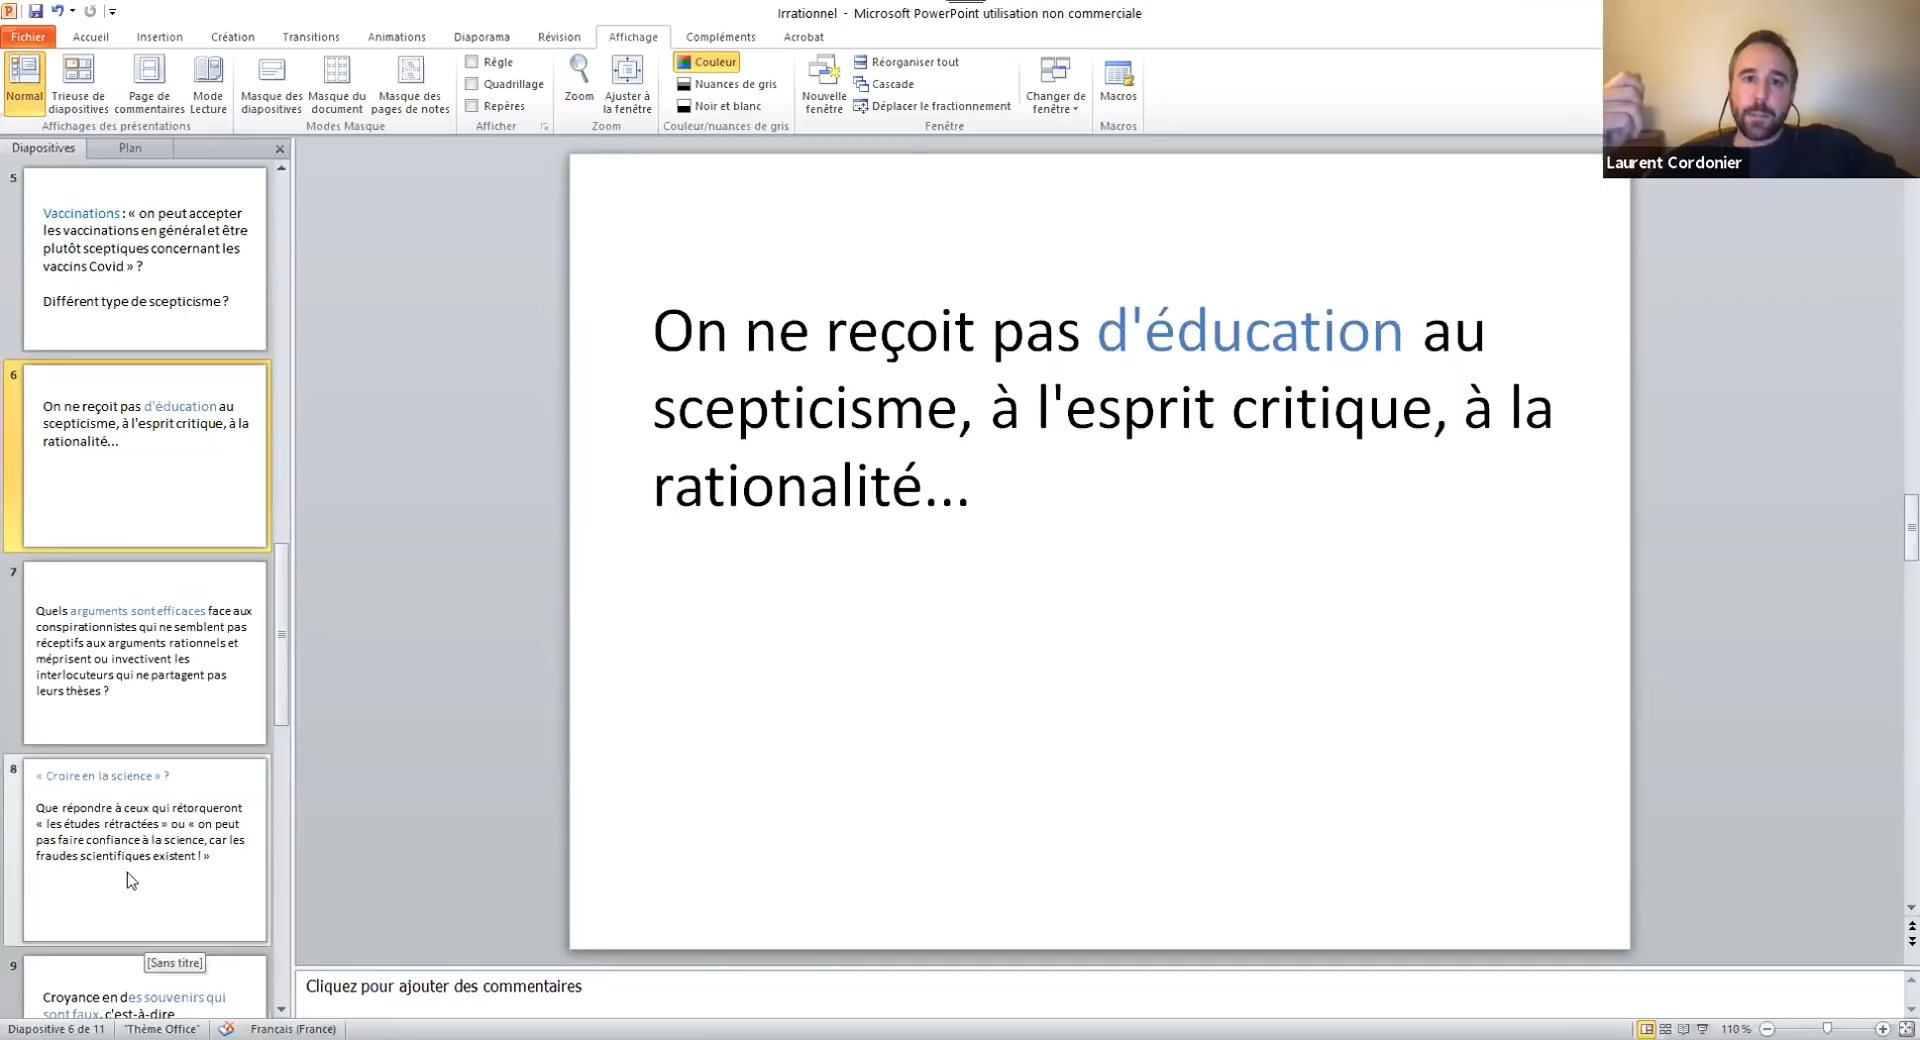 Irrationnel - Microsoft PowerPoint utilisation non commerciale
Fichier Accueil Insertion Création Transitions Animations Diaporama Révision Affichage Compléments Acrobat
Normal
Trieuse de
diapositives
Page de
commentaires
Mode
Lecture
Affichages des présentations
Masque des
diapositives
Masque du
document
Masque des
pages de notes
Modes Masque
Règle
Quadrillage
Repères
Afficher
Zoom
Ajuster à
la fenêtre
Zoom
Couleur
Nuances de gris
Noir et blanc
Couleur/nuances de gris
Nouvelle
fenêtre
Réorganiser tout
Cascade
Déplacer le fractionnement
Changer de
fenêtre
Fenêtre
Macros
Macros
Laurent Cordonier
Diapositives Plan
5
Vaccinations : « on peut accepter
les vaccinations en général et être
plutôt sceptiques concernant les
vaccins Covid » ?
Différent type de scepticisme ?
6
On ne reçoit pas d'éducation au
scepticisme, à l'esprit critique, à la
rationalité...
7
Quels arguments sont efficaces face aux
conspirationnistes qui ne semblent pas
réceptifs aux arguments rationnels et
méprisent ou invectivent les
interlocuteurs qui ne partagent pas
leurs thèses ?
8
« Croire en la science » ?
Que répondre à ceux qui rétorqueront
« les études rétractées » ou « on peut
pas faire confiance à la science, car les
fraudes scientifiques existent ! »
[Sans titre]
9
Croyance en des souvenirs qui
sont faux, c'est-à-dire
On ne reçoit pas d'éducation au
scepticisme, à l'esprit critique, à la
rationalité...
Cliquez pour ajouter des commentaires
Diapositive 6 de 11 "Thème Office" Français (France) 110 %